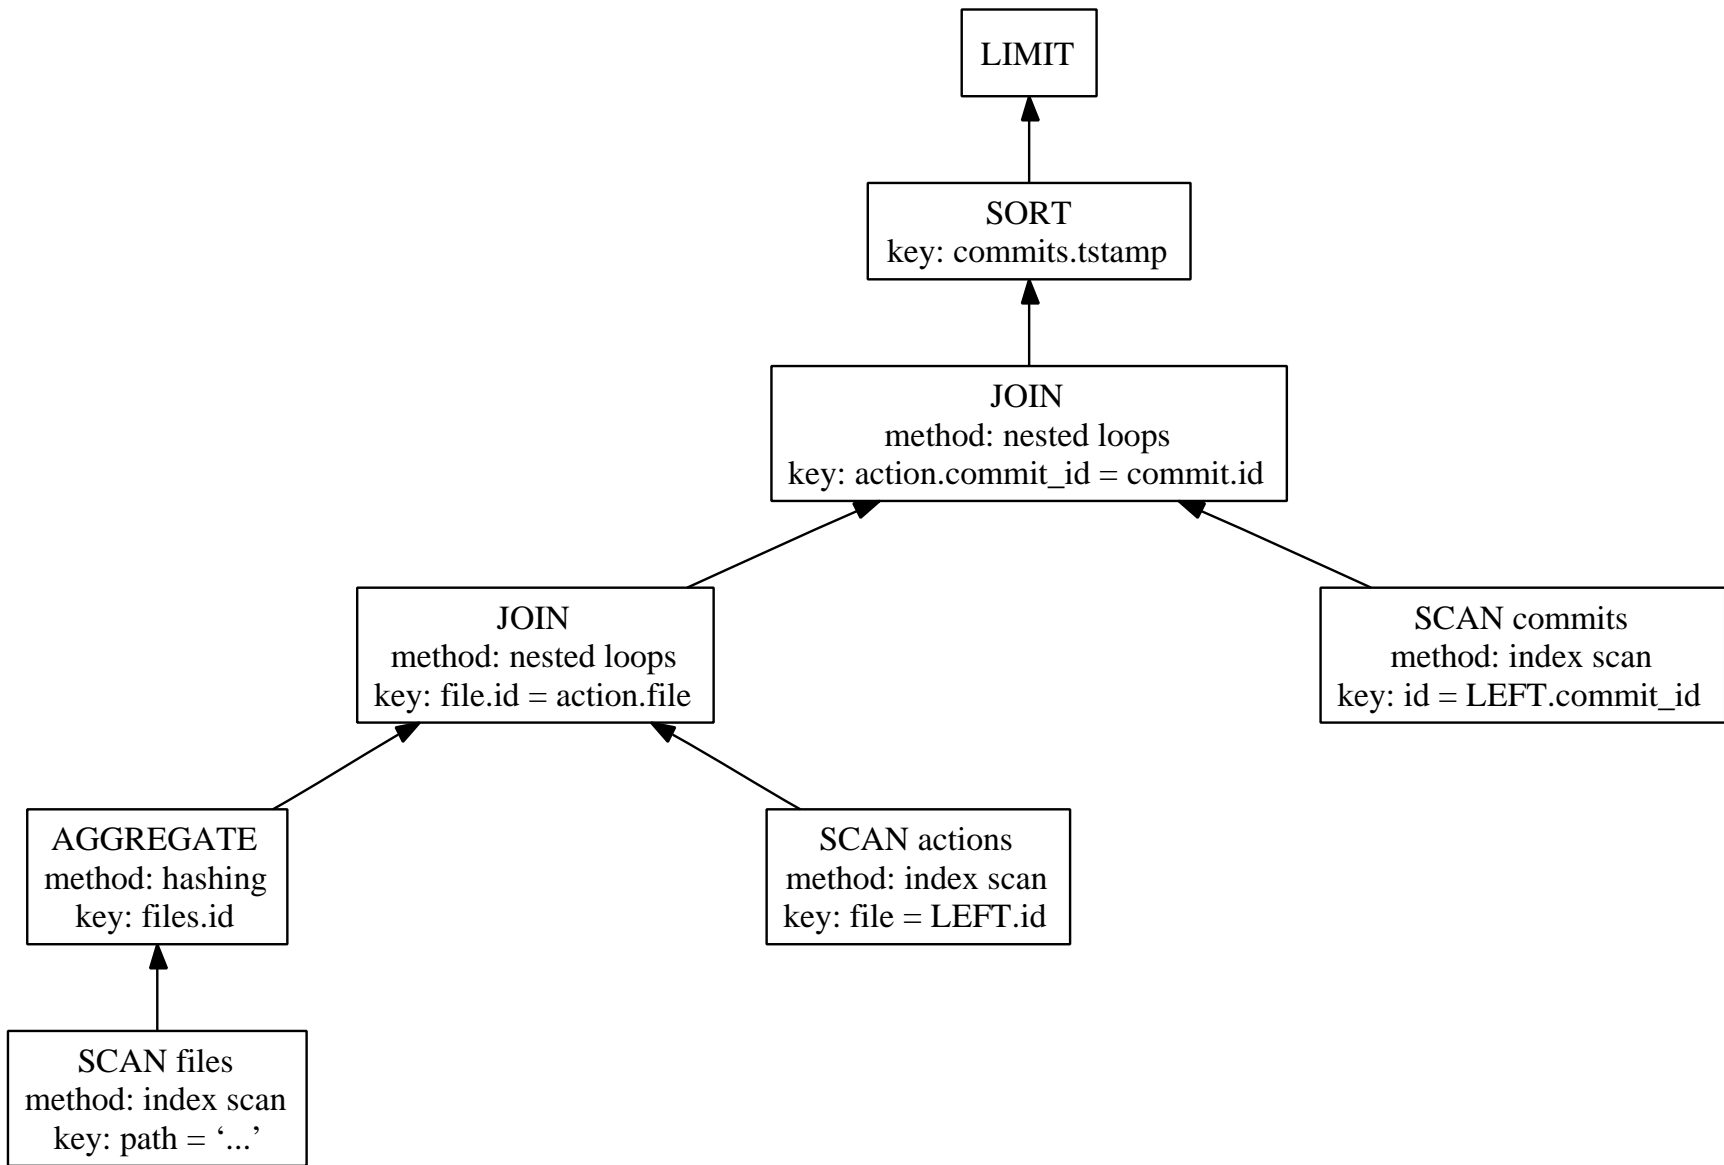 LIMIT
SORT
key: commits.tstamp
JOIN
method: nested loops
key: action.commit_id = commit.id
JOIN
method: nested loops
key: file.id = action.file
SCAN commits
method: index scan
key: id = LEFT.commit_id
AGGREGATE
method: hashing
key: files.id
SCAN actions
method: index scan
key: file = LEFT.id
SCAN files
method: index scan
key: path = ‘...’